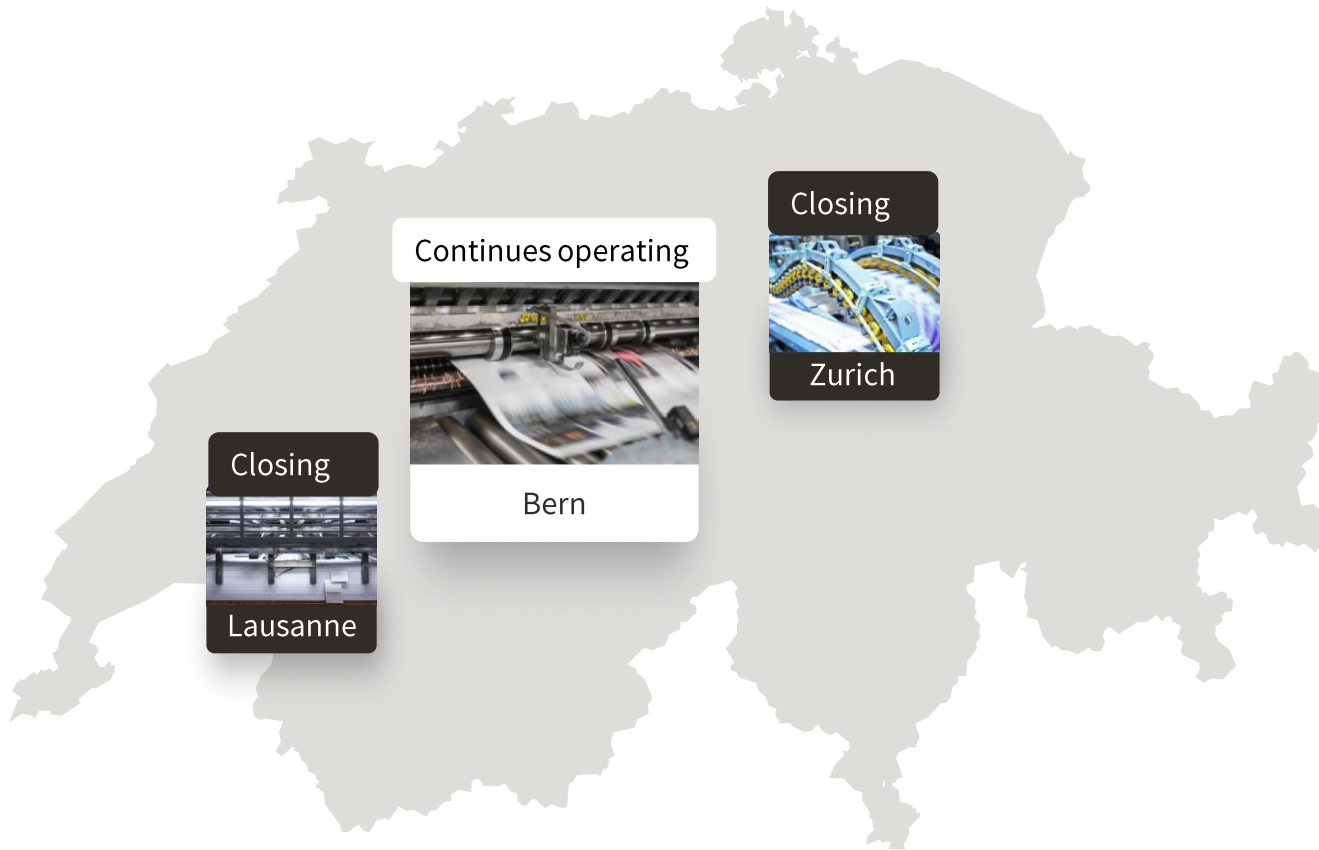 Closing
Continues operating
Zurich
Closing
Bern
Lausanne